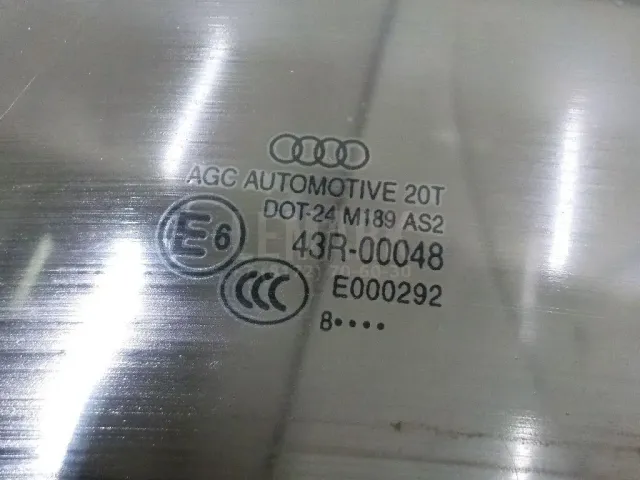 AGC AUTOMOTIVE 20T
DOT-24 M189 AS2
E6 43R-00048
CCC E000292
8••••